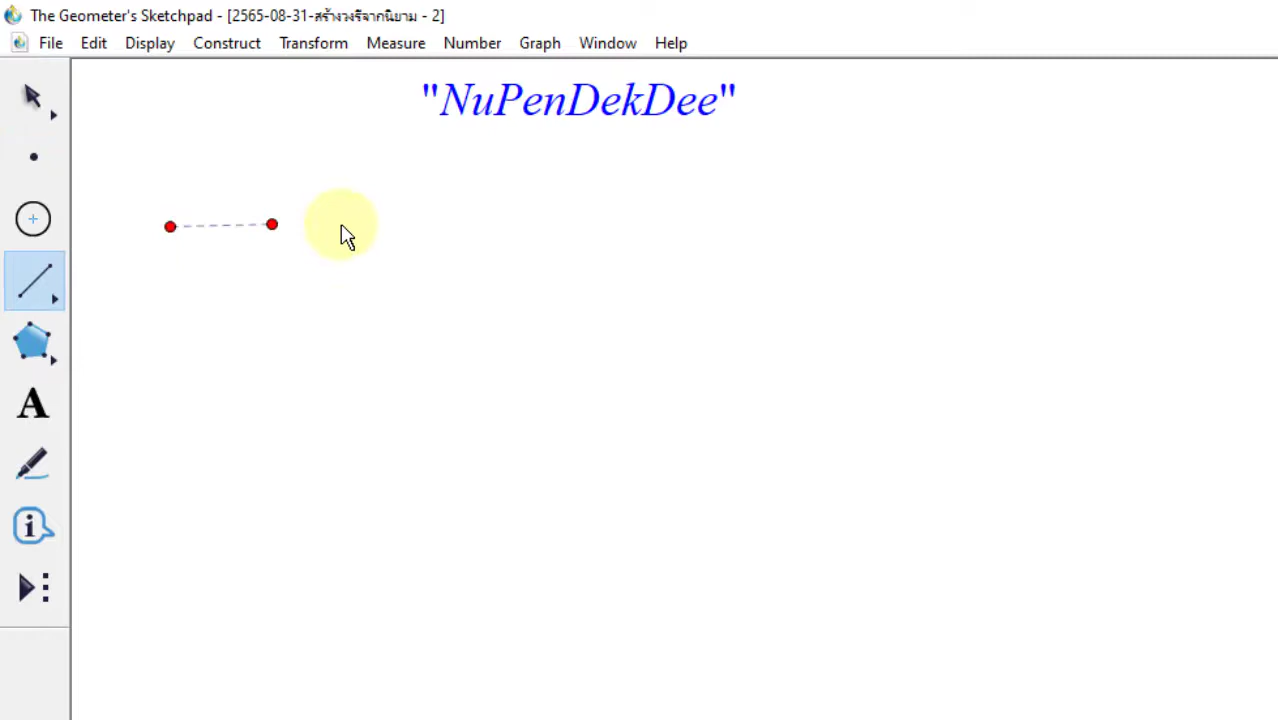 The Geometer's Sketchpad - [2565-08-31-สร้างวงรีจากนิยาม - 2]
File Edit Display Construct Transform Measure Number Graph Window Help
"NuPenDekDee"
A
i